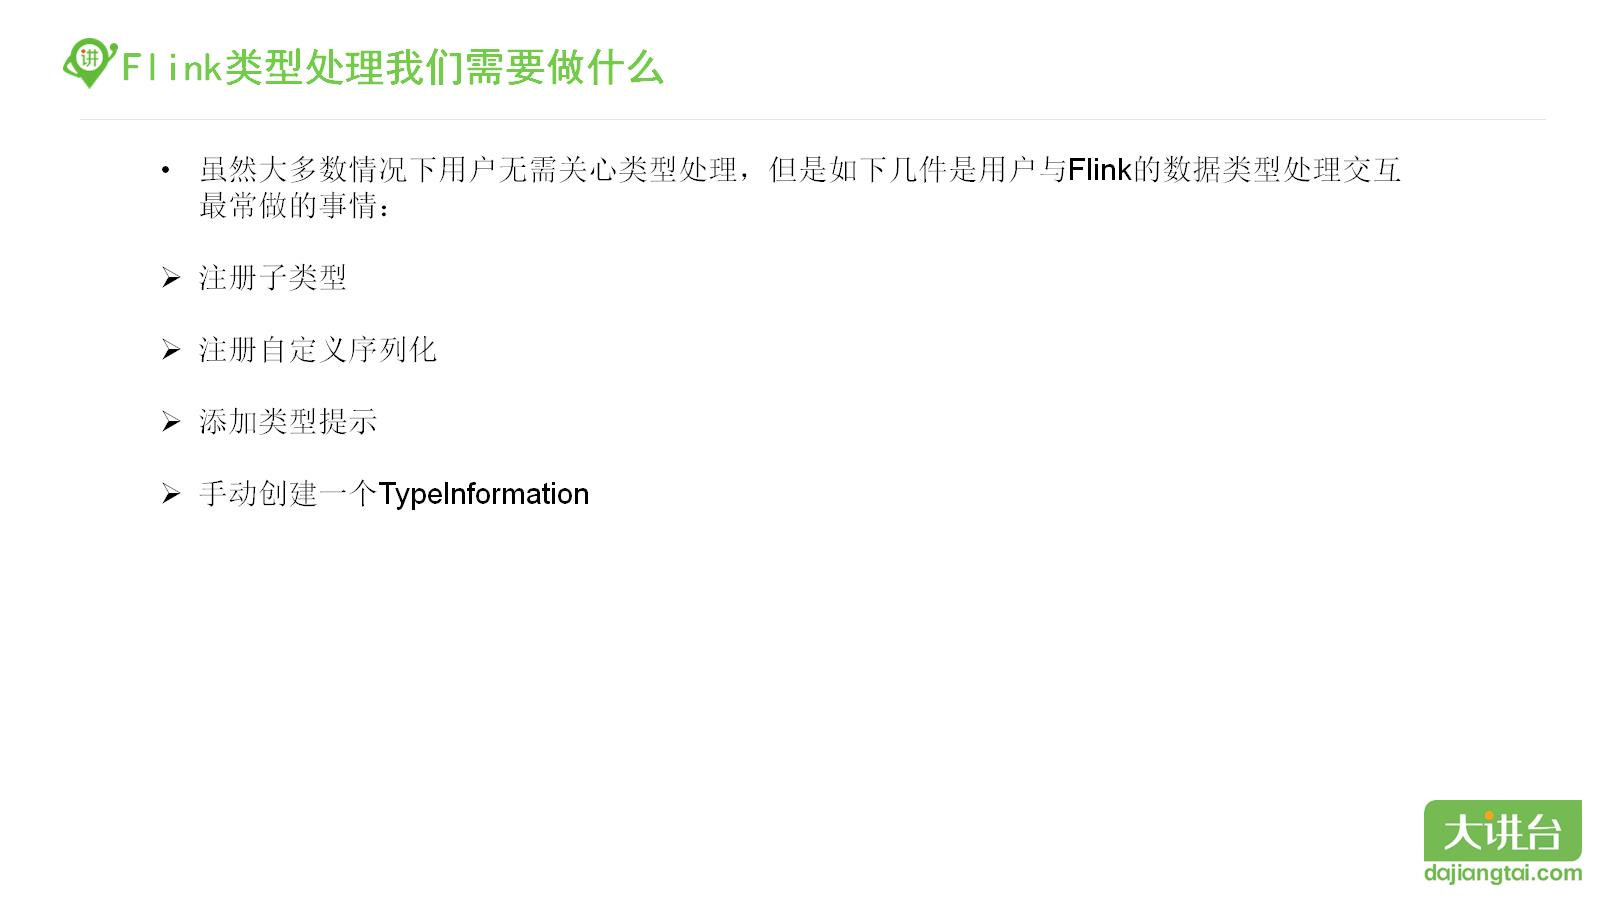 讲
Flink类型处理我们需要做什么
• 虽然大多数情况下用户无需关心类型处理，但是如下几件是用户与Flink的数据类型处理交互
最常做的事情：
➢ 注册子类型
➢ 注册自定义序列化
➢ 添加类型提示
➢ 手动创建一个TypeInformation
大讲台
dajiangtai.com